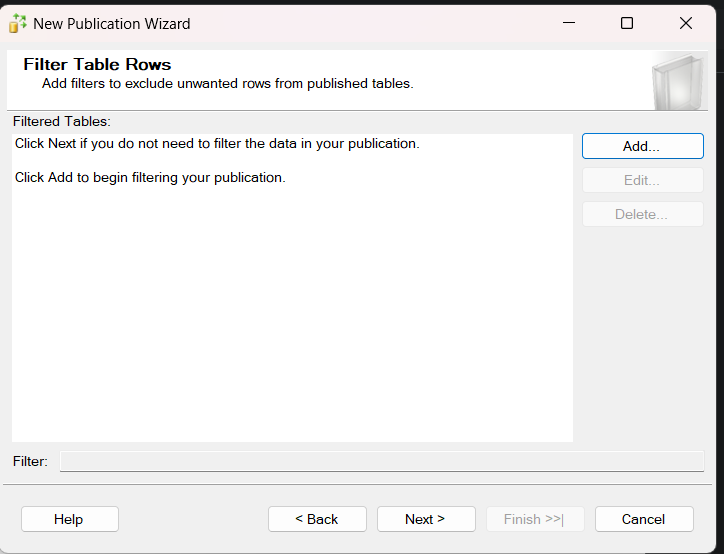 New Publication Wizard
Filter Table Rows
Add filters to exclude unwanted rows from published tables.
Filtered Tables:
Click Next if you do not need to filter the data in your publication.
Click Add to begin filtering your publication.
Add...
Edit...
Delete...
Filter:
Help
< Back
Next >
Finish >>|
Cancel